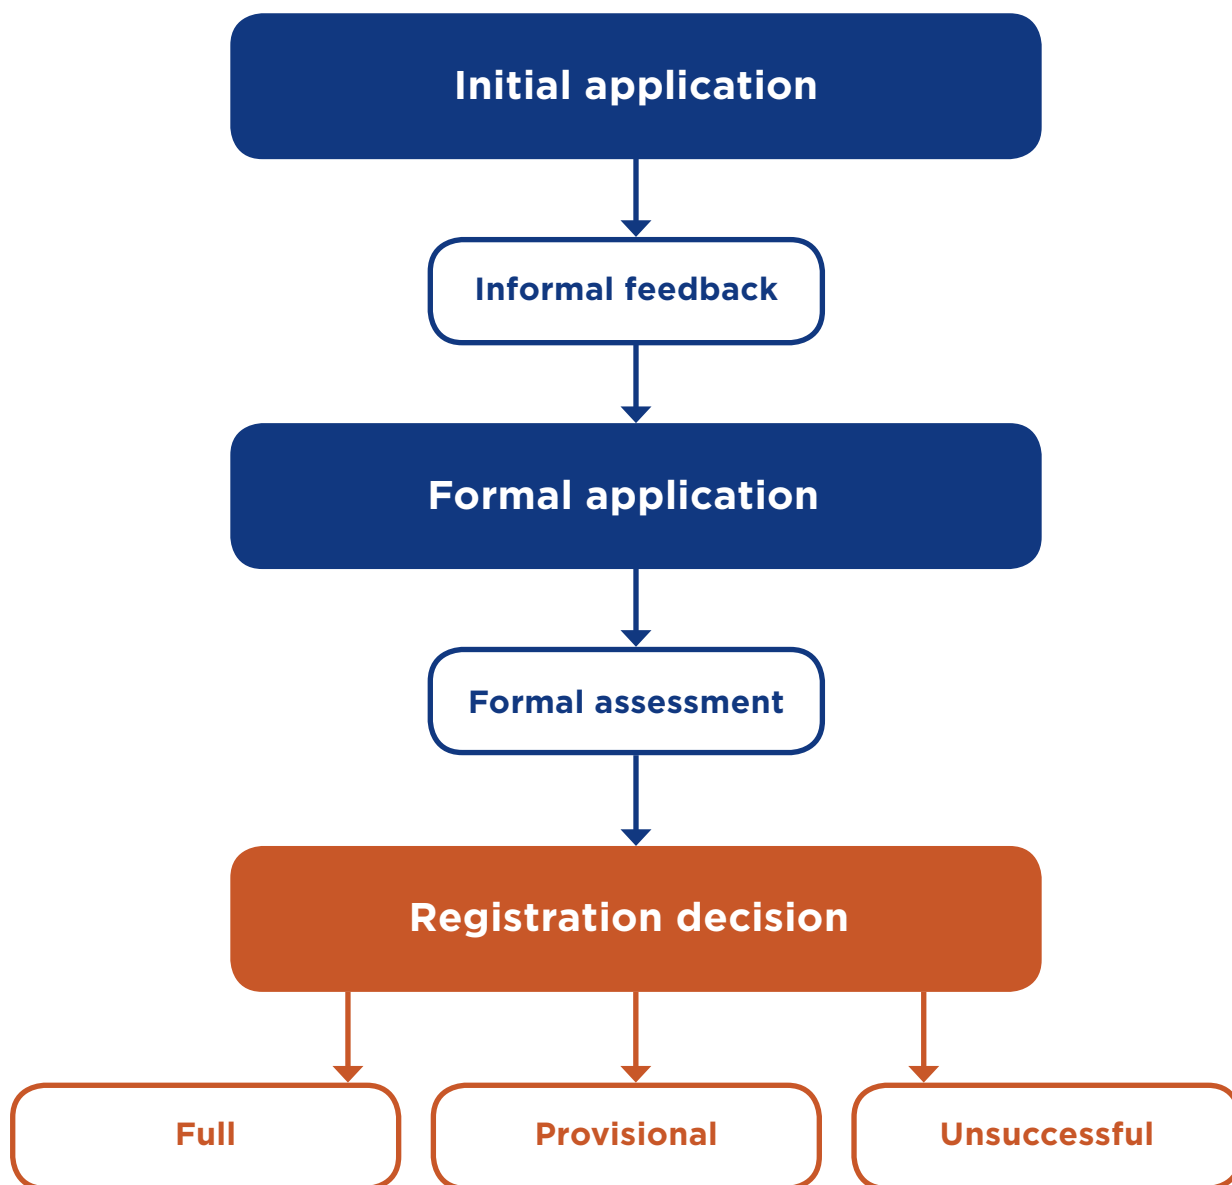 Initial application
Informal feedback
Formal application
Formal assessment
Registration decision
Full
Provisional
Unsuccessful